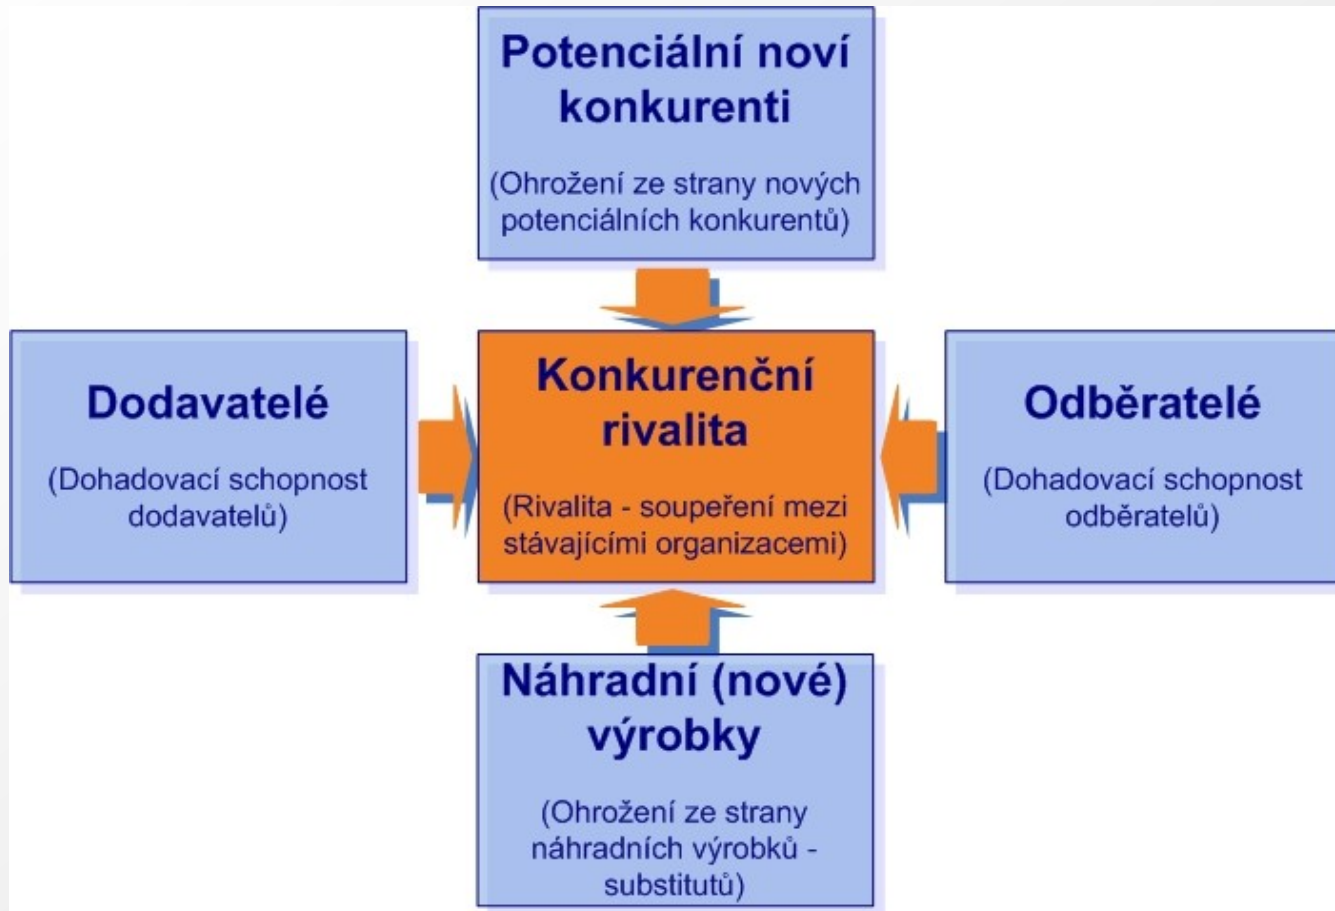 Potenciální noví
konkurenti
(Ohrožení ze strany nových
potenciálních konkurentů)
Dodavatelé
(Dohadovací schopnost
dodavatelů)
Konkurenční
rivalita
(Rivalita - soupeření mezi
stávajícími organizacemi)
Odběratelé
(Dohadovací schopnost
odběratelů)
Náhradní (nové)
výrobky
(Ohrožení ze strany
náhradních výrobků -
substitutů)